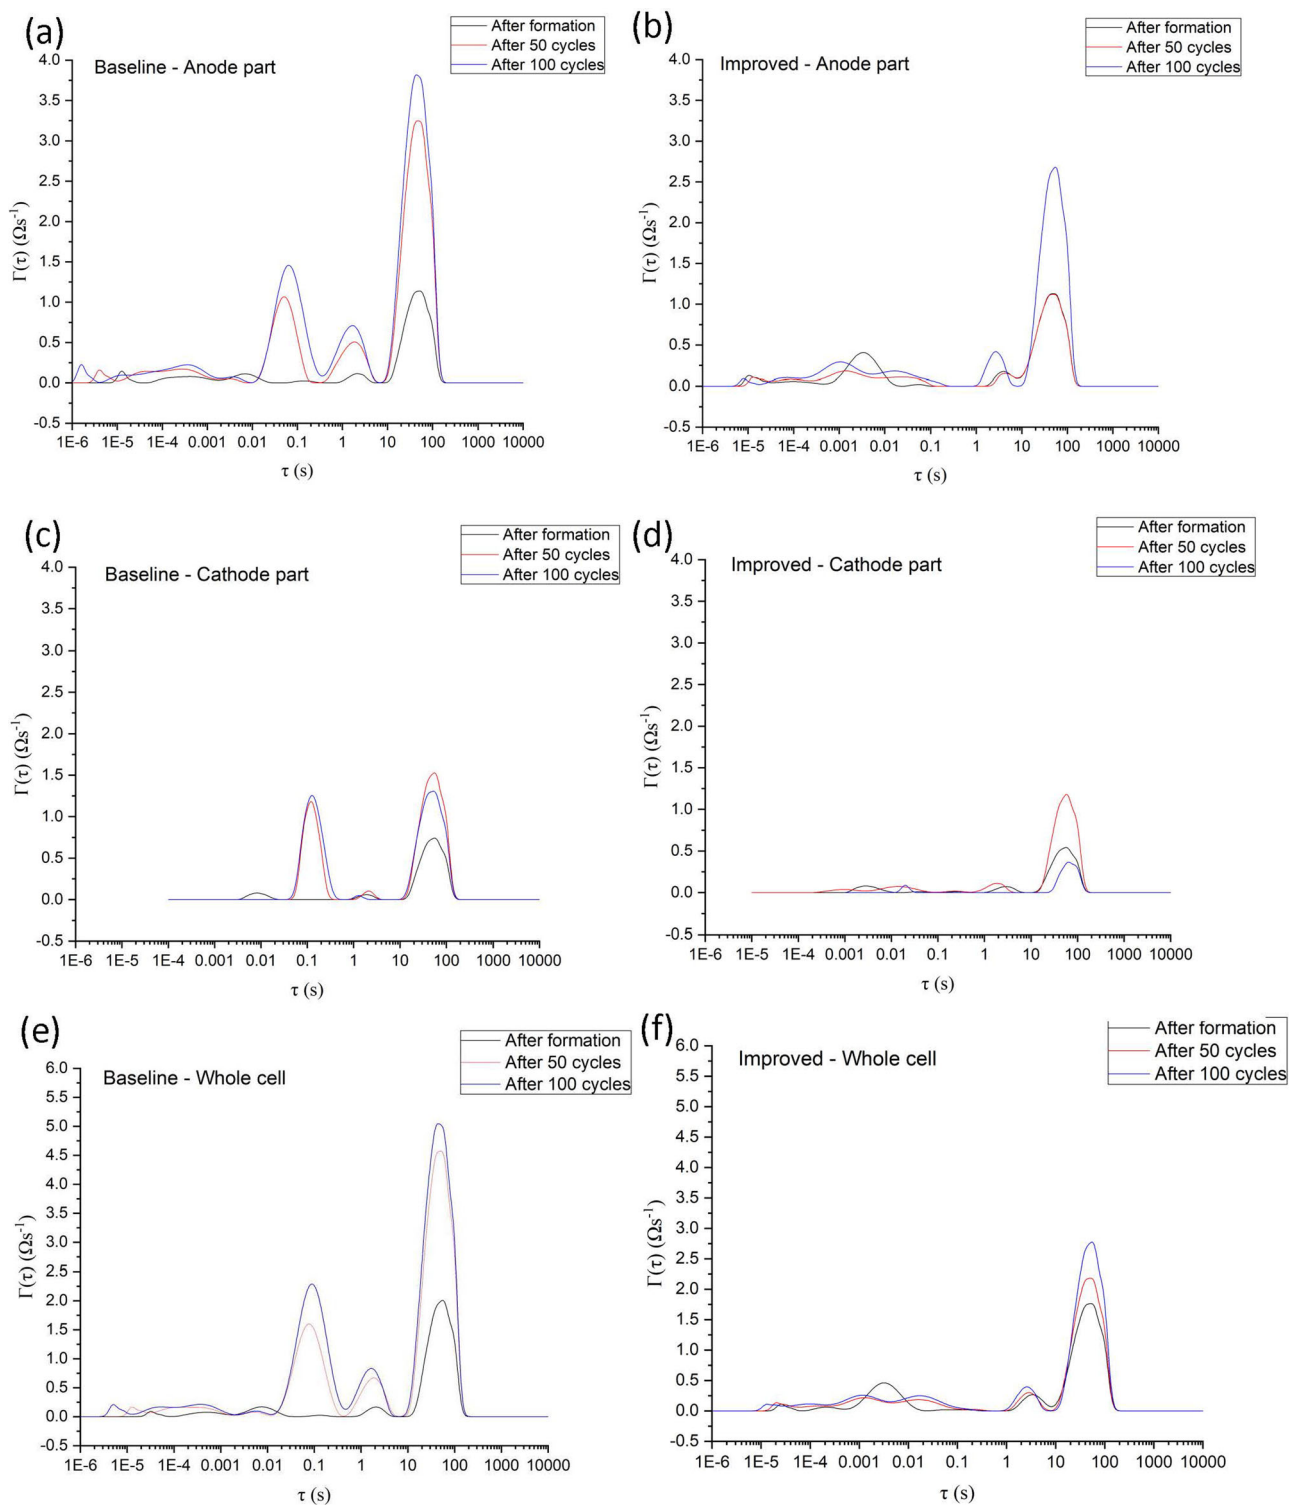 (a)
After formation
After 50 cycles
After 100 cycles
Baseline - Anode part
4.0
3.5
3.0
2.5
2.0
1.5
1.0
0.5
0.0
-0.5
Γ(τ) (Ωs⁻¹)
1E-6 1E-5 1E-4 0.001 0.01 0.1 1 10 100 1000 10000
τ (s)
(b)
After formation
After 50 cycles
After 100 cycles
Improved - Anode part
4.0
3.5
3.0
2.5
2.0
1.5
1.0
0.5
0.0
-0.5
Γ(τ) (Ωs⁻¹)
1E-6 1E-5 1E-4 0.001 0.01 0.1 1 10 100 1000 10000
τ (s)
(c)
After formation
After 50 cycles
After 100 cycles
Baseline - Cathode part
4.0
3.5
3.0
2.5
2.0
1.5
1.0
0.5
0.0
-0.5
Γ(τ) (Ωs⁻¹)
1E-6 1E-5 1E-4 0.001 0.01 0.1 1 10 100 1000 10000
τ (s)
(d)
After formation
After 50 cycles
After 100 cycles
Improved - Cathode part
4.0
3.5
3.0
2.5
2.0
1.5
1.0
0.5
0.0
-0.5
Γ(τ) (Ωs⁻¹)
1E-6 1E-5 1E-4 0.001 0.01 0.1 1 10 100 1000 10000
τ (s)
(e)
After formation
After 50 cycles
After 100 cycles
Baseline - Whole cell
6.0
5.5
5.0
4.5
4.0
3.5
3.0
2.5
2.0
1.5
1.0
0.5
0.0
-0.5
Γ(τ) (Ωs⁻¹)
1E-6 1E-5 1E-4 0.001 0.01 0.1 1 10 100 1000 10000
τ (s)
(f)
After formation
After 50 cycles
After 100 cycles
Improved - Whole cell
6.0
5.5
5.0
4.5
4.0
3.5
3.0
2.5
2.0
1.5
1.0
0.5
0.0
-0.5
Γ(τ) (Ωs⁻¹)
1E-6 1E-5 1E-4 0.001 0.01 0.1 1 10 100 1000 10000
τ (s)